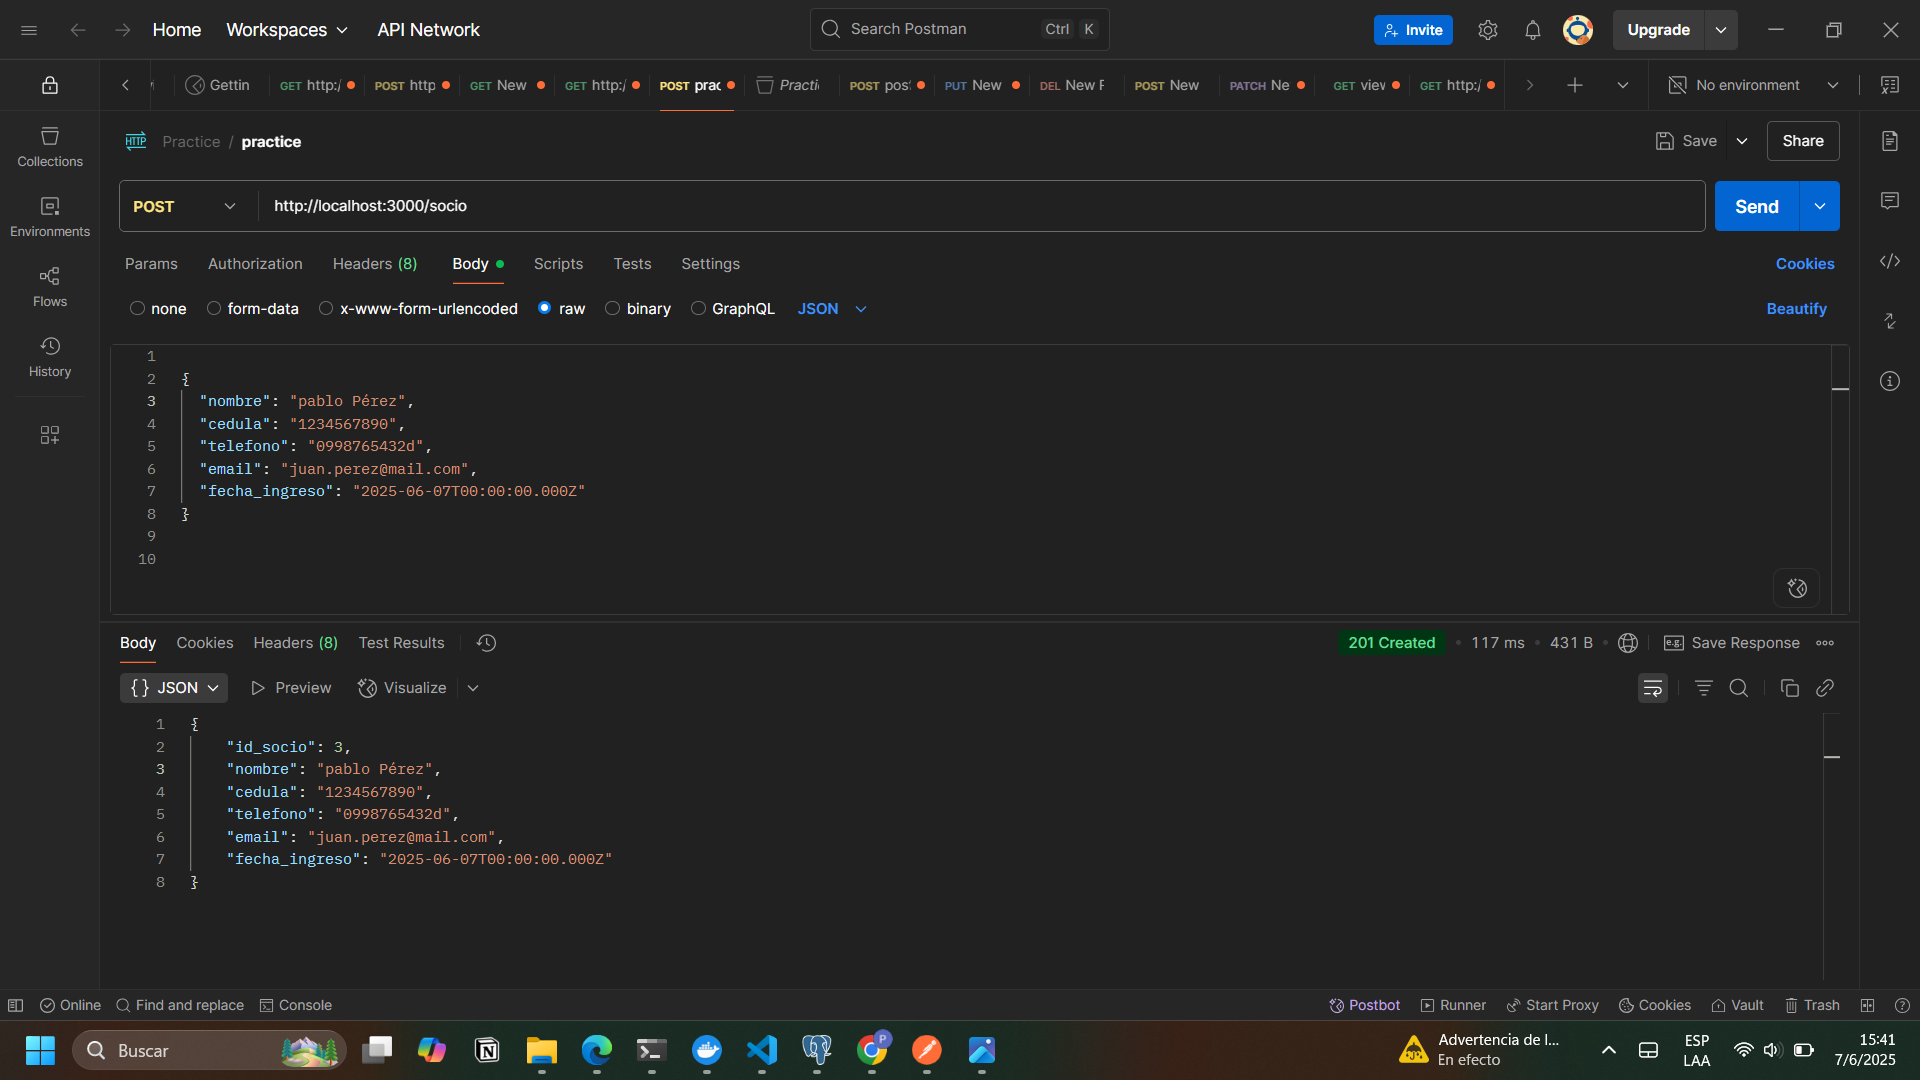 Home Workspaces API Network Search Postman Ctrl K Invite Upgrade
Gettin GET http:/ POST http GET New GET http:/ POST prac Practi POST pos PUT New DEL New POST New PATCH Ne GET view GET http:/ No environment
HTTP Practice / practice Save Share
Collections
Environments
Flows
History
POST http://localhost:3000/socio Send
Params Authorization Headers (8) Body Scripts Tests Settings Cookies
none form-data x-www-form-urlencoded raw binary GraphQL JSON Beautify
1
2 {
3 "nombre": "pablo Pérez",
4 "cedula": "1234567890",
5 "telefono": "0998765432d",
6 "email": "juan.perez@mail.com",
7 "fecha_ingreso": "2025-06-07T00:00:00.000Z"
8 }
9
10
Body Cookies Headers (8) Test Results 201 Created • 117 ms • 431 B e.g. Save Response
{} JSON Preview Visualize
1 {
2 "id_socio": 3,
3 "nombre": "pablo Pérez",
4 "cedula": "1234567890",
5 "telefono": "0998765432d",
6 "email": "juan.perez@mail.com",
7 "fecha_ingreso": "2025-06-07T00:00:00.000Z"
8 }
Online Find and replace Console Postbot Runner Start Proxy Cookies Vault Trash
Buscar
P
Advertencia de l...
En efecto
ESP
LAA
15:41
7/6/2025